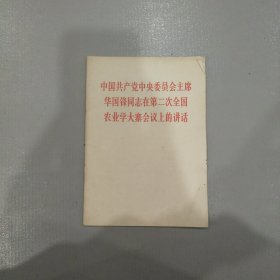 中国共产党中央委员会主席
华国锋同志在第二次全国
农业学大寨会议上的讲话